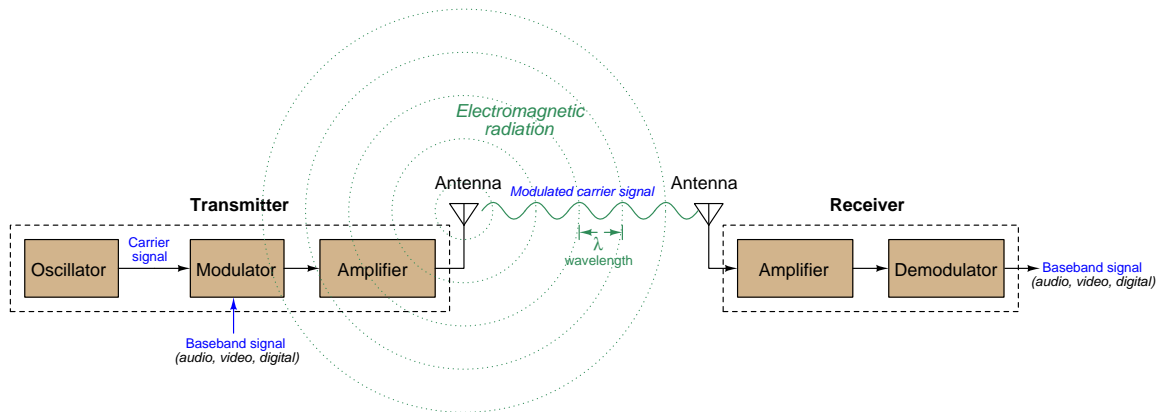 Electromagnetic
radiation
Antenna
Modulated carrier signal
Antenna
Transmitter
Receiver
Carrier
signal
Oscillator
Modulator
Amplifier
λ
wavelength
Amplifier
Demodulator
Baseband signal
(audio, video, digital)
Baseband signal
(audio, video, digital)